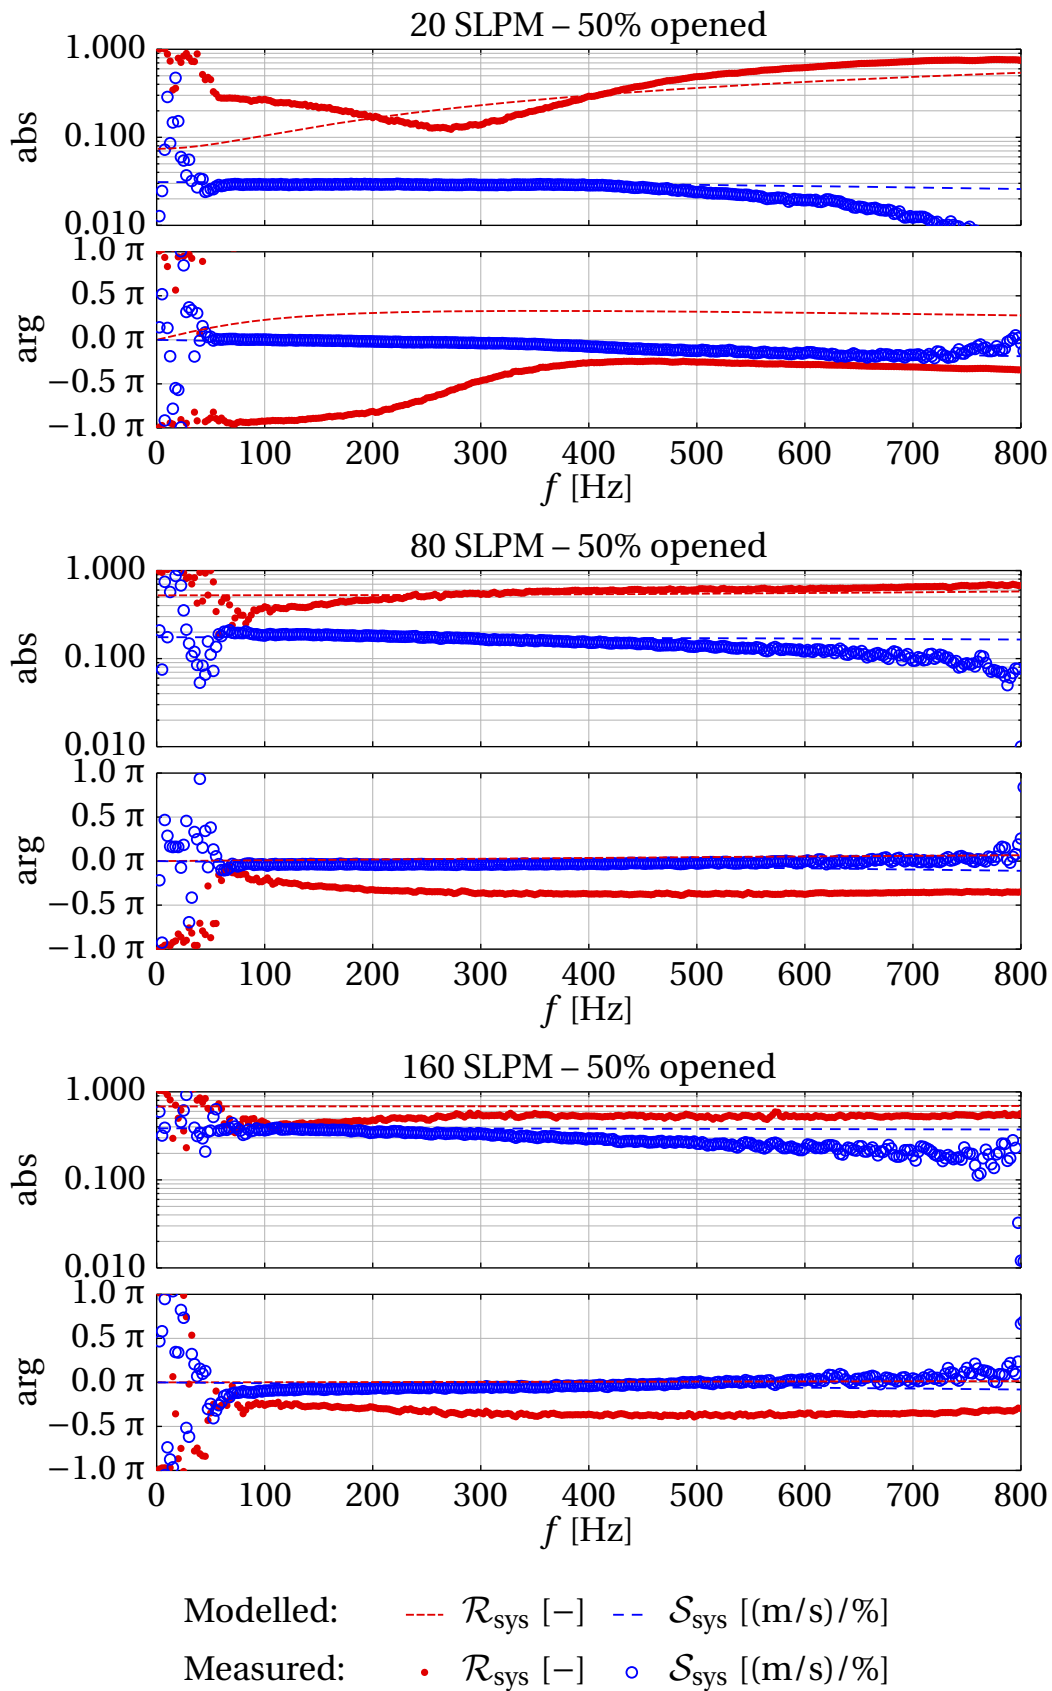 20 SLPM – 50% opened
abs
1.000
0.100
0.010
arg
1.0 π
0.5 π
0.0 π
−0.5 π
−1.0 π
0 100 200 300 400 500 600 700 800
f [Hz]
80 SLPM – 50% opened
abs
1.000
0.100
0.010
arg
1.0 π
0.5 π
0.0 π
−0.5 π
−1.0 π
0 100 200 300 400 500 600 700 800
f [Hz]
160 SLPM – 50% opened
abs
1.000
0.100
0.010
arg
1.0 π
0.5 π
0.0 π
−0.5 π
−1.0 π
0 100 200 300 400 500 600 700 800
f [Hz]
Modelled: ℛsys [−] 𝒮sys [(m/s)/%]
Measured: ℛsys [−] 𝒮sys [(m/s)/%]